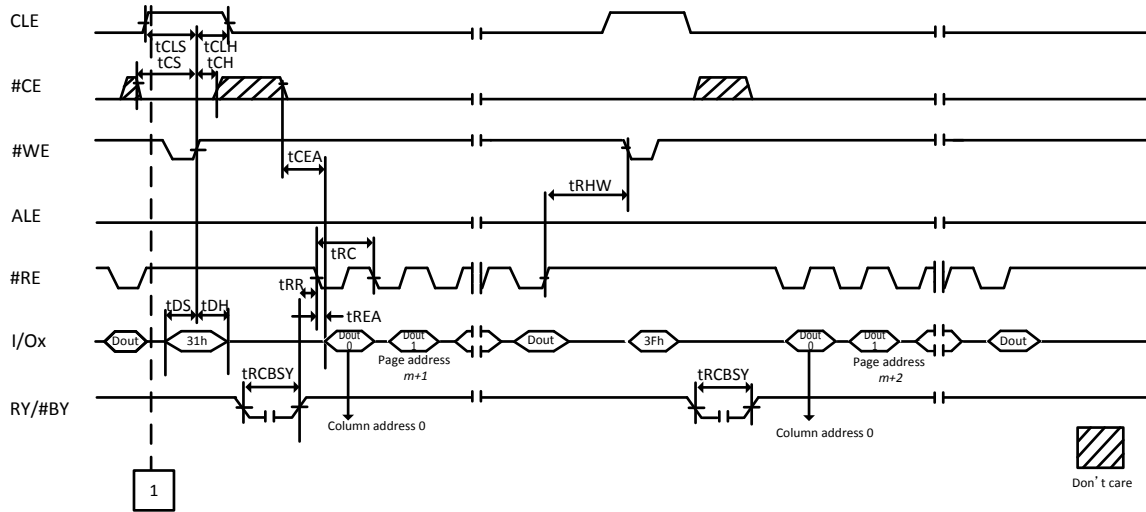 CLE
tCLS
tCLH
tCS
tCH
#CE
#WE
tCEA
tRHW
ALE
tRC
#RE
tRR
tDS
tDH
tREA
I/Ox
Dout
31h
Dout
0
Dout
1
Dout
3Fh
Dout
0
Dout
1
Dout
Page address
m+1
Page address
m+2
tRCBSY
tRCBSY
RY/#BY
Column address 0
Column address 0
1
Don't care